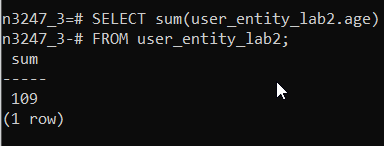 n3247_3=# SELECT sum(user_entity_lab2.age)
n3247_3-# FROM user_entity_lab2;
sum
-----
109
(1 row)